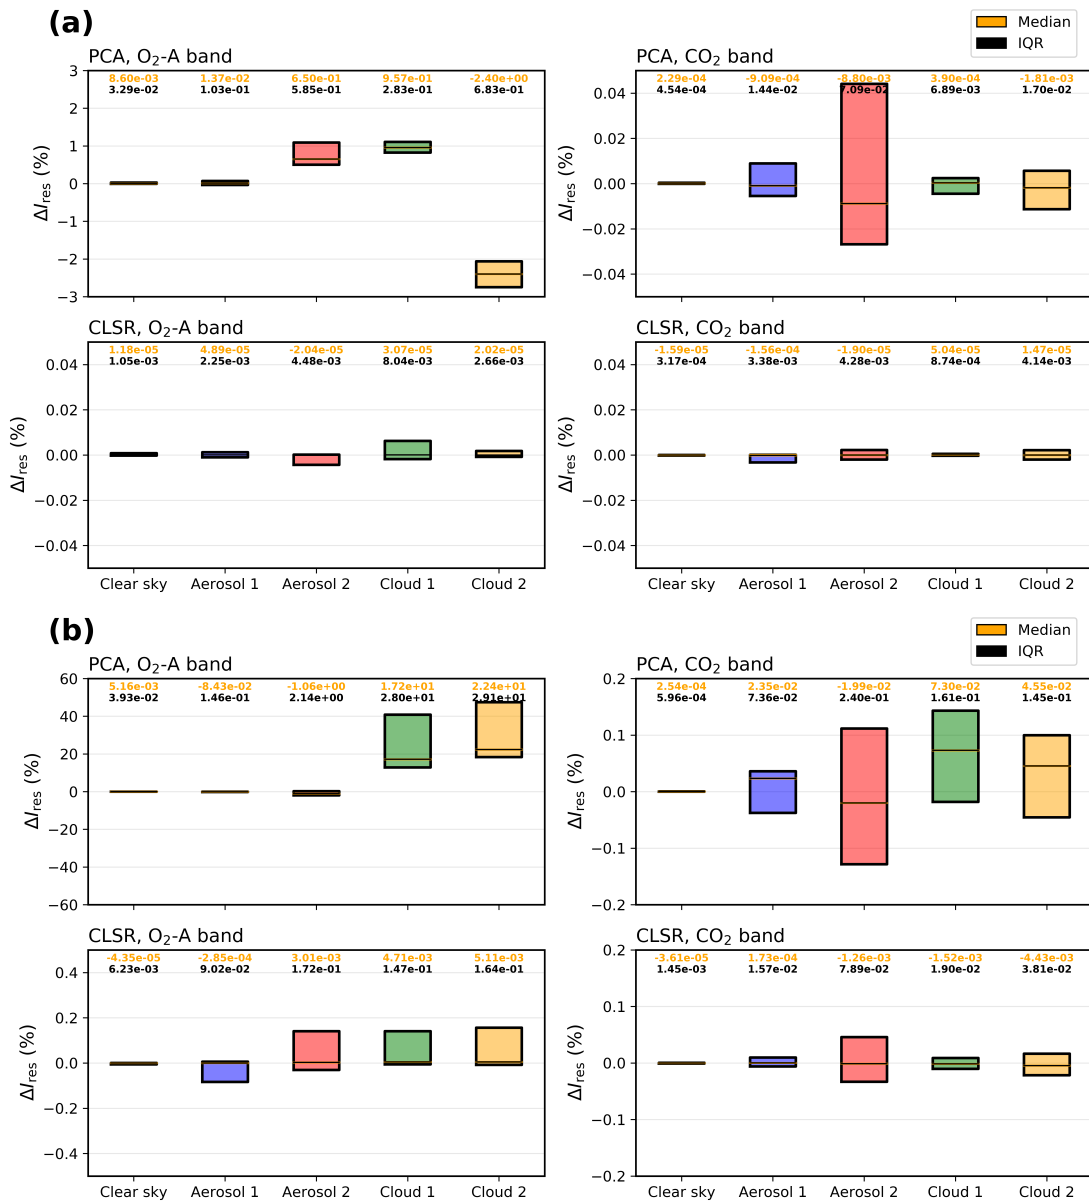 (a)
Median
IQR
PCA, O₂-A band
8.60e-03 1.37e-02 6.50e-01 9.57e-01 -2.40e+00
3.29e-02 1.03e-01 5.85e-01 2.83e-01 6.83e-01
3
2
1
0
−1
−2
−3
ΔI_res (%)
PCA, CO₂ band
2.29e-04 -9.09e-04 -8.80e-03 3.90e-04 -1.81e-03
4.54e-04 1.44e-02 7.09e-02 6.89e-03 1.70e-02
0.04
0.02
0.00
−0.02
−0.04
ΔI_res (%)
CLSR, O₂-A band
1.18e-05 4.89e-05 -2.04e-05 3.07e-05 2.02e-05
1.05e-03 2.25e-03 4.48e-03 8.04e-03 2.66e-03
0.04
0.02
0.00
−0.02
−0.04
ΔI_res (%)
Clear sky Aerosol 1 Aerosol 2 Cloud 1 Cloud 2
CLSR, CO₂ band
-1.59e-05 -1.56e-04 -1.90e-05 5.04e-05 1.47e-05
3.17e-04 3.38e-03 4.28e-03 8.74e-04 4.14e-03
0.04
0.02
0.00
−0.02
−0.04
ΔI_res (%)
Clear sky Aerosol 1 Aerosol 2 Cloud 1 Cloud 2
(b)
Median
IQR
PCA, O₂-A band
5.16e-03 -8.43e-02 -1.06e+00 1.72e+01 2.24e+01
3.93e-02 1.46e-01 2.14e+00 2.80e+01 2.91e+01
60
40
20
0
−20
−40
−60
ΔI_res (%)
PCA, CO₂ band
2.54e-04 2.35e-02 -1.99e-02 7.30e-02 4.55e-02
5.96e-04 7.36e-02 2.40e-01 1.61e-01 1.45e-01
0.2
0.1
0.0
−0.1
−0.2
ΔI_res (%)
CLSR, O₂-A band
-4.35e-05 -2.85e-04 3.01e-03 4.71e-03 5.11e-03
6.23e-03 9.02e-02 1.72e-01 1.47e-01 1.64e-01
0.4
0.2
0.0
−0.2
−0.4
ΔI_res (%)
Clear sky Aerosol 1 Aerosol 2 Cloud 1 Cloud 2
CLSR, CO₂ band
-3.61e-05 1.73e-04 -1.26e-03 -1.52e-03 -4.43e-03
1.45e-03 1.57e-02 7.89e-02 1.90e-02 3.81e-02
0.2
0.1
0.0
−0.1
−0.2
ΔI_res (%)
Clear sky Aerosol 1 Aerosol 2 Cloud 1 Cloud 2